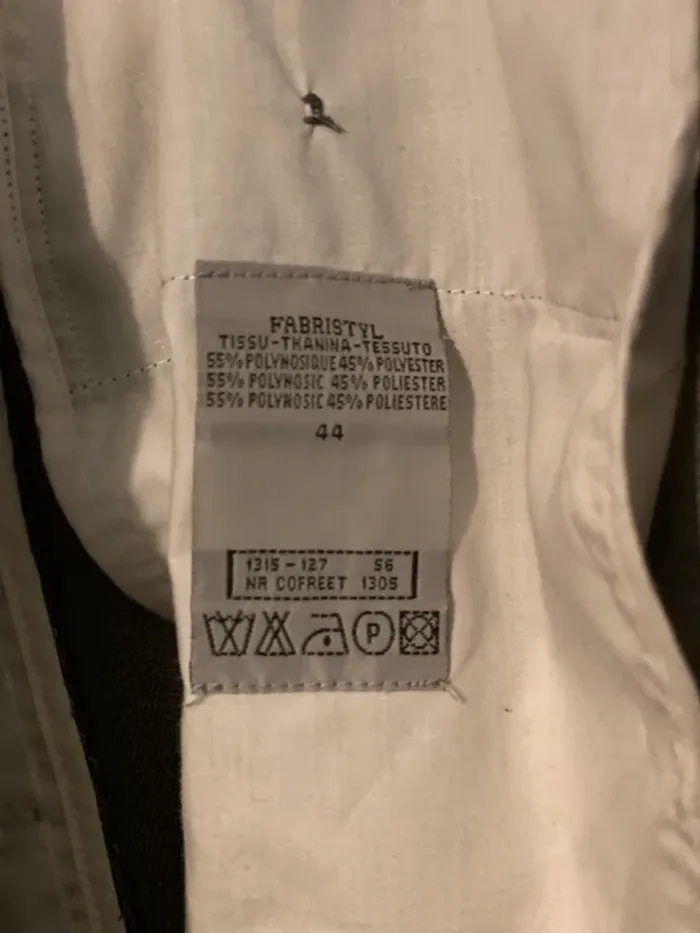 FABRISTYL
TISSU-TKANINA-TESSUTO
55% POLYNOSIQUE 45% POLYESTER
55% POLYNOSIC 45% POLIESTER
55% POLYNOSIC 45% POLIESTERE
44
1315-127 56
NR COFREET 1305
P